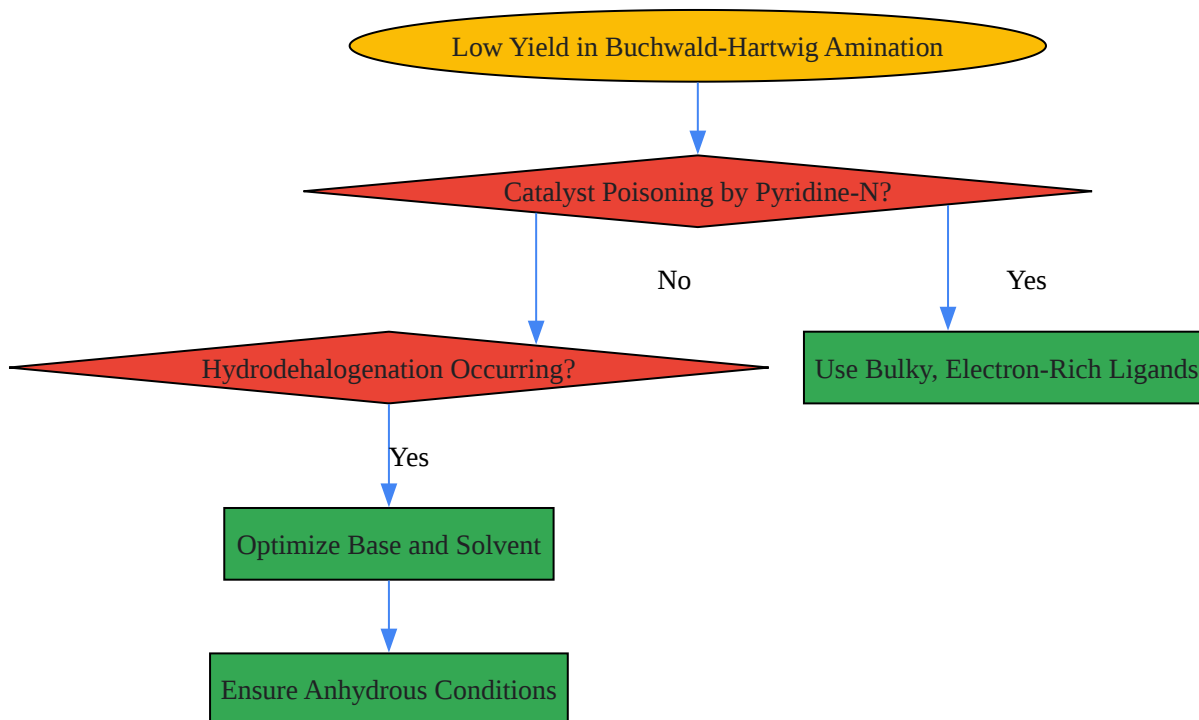 Low Yield in Buchwald-Hartwig Amination
Catalyst Poisoning by Pyridine-N?
No
Yes
Hydrodehalogenation Occurring?
Use Bulky, Electron-Rich Ligands
Yes
Optimize Base and Solvent
Ensure Anhydrous Conditions